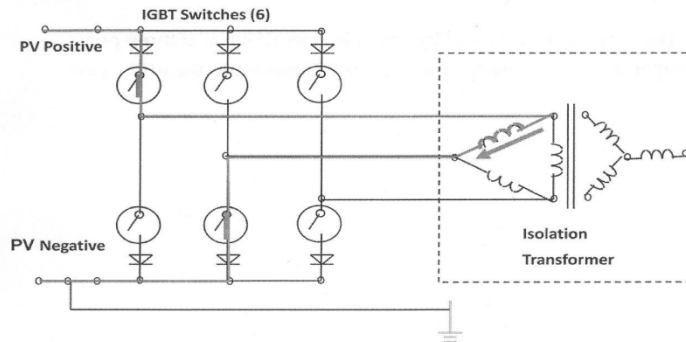 IGBT Switches (6)
PV Positive
PV Negative
Isolation
Transformer